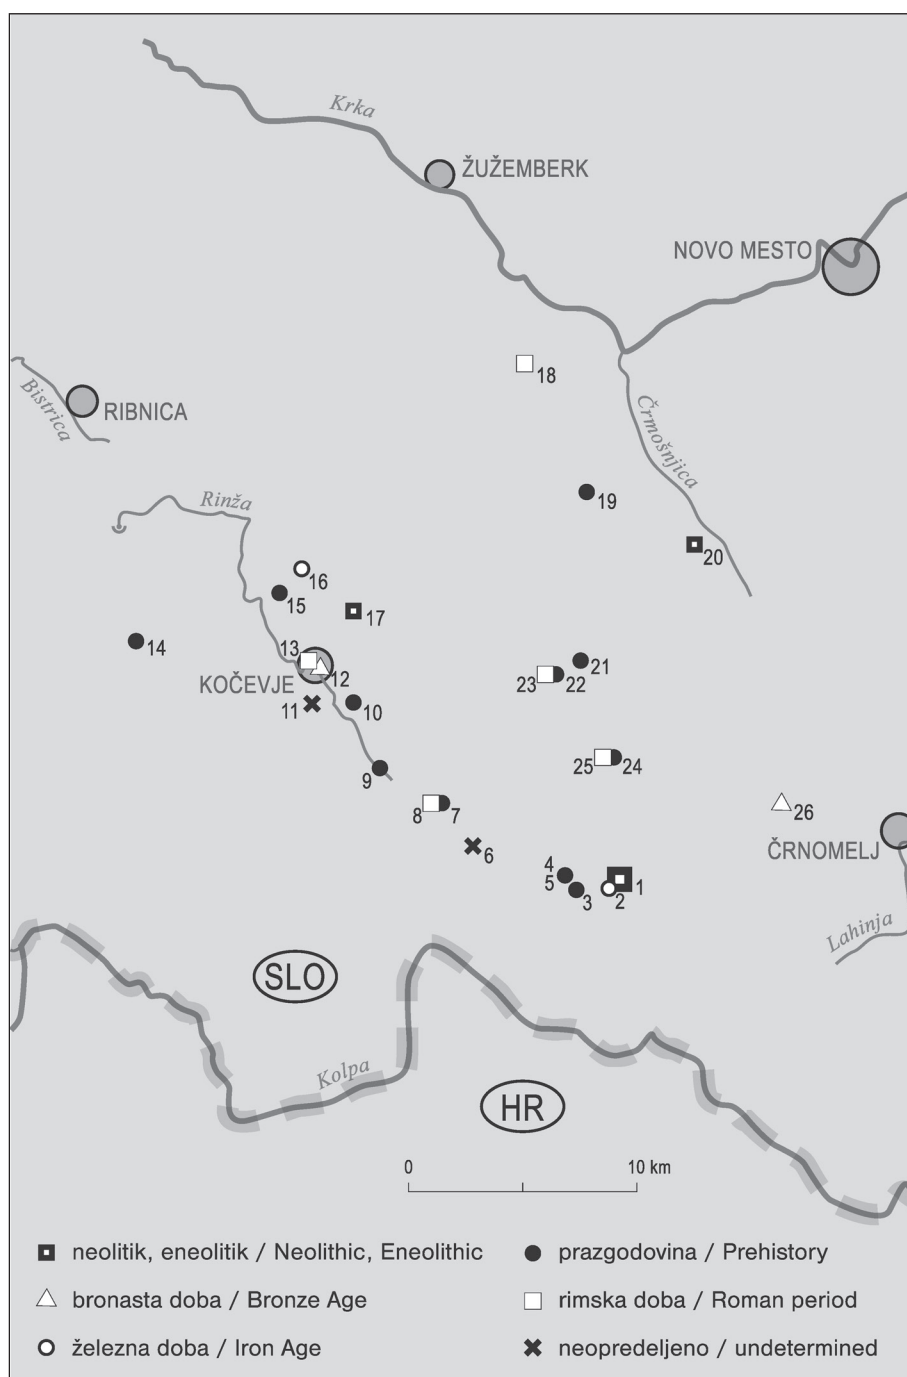 Krka
ŽUŽEMBERK
NOVO MESTO
18
Bistrica
RIBNICA
Črmošnjica
Rinža
19
20
16
15
17
14
13
12
KOČEVJE
11
10
21
23
22
9
25
24
8
7
26
6
ČRNOMELJ
4
5
3
2
1
Lahinja
SLO
Kolpa
HR
0
10 km
neolitik, eneolitik / Neolithic, Eneolithic
prazgodovina / Prehistory
bronasta doba / Bronze Age
rimska doba / Roman period
železna doba / Iron Age
neopredeljeno / undetermined